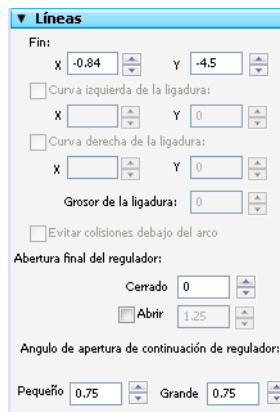 ▼ Líneas
Fin:
X -0.84 Y -4.5
Curva izquierda de la ligadura:
X Y 0
Curva derecha de la ligadura:
X Y 0
Grosor de la ligadura: 0
Evitar colisiones debajo del arco
Abertura final del regulador:
Cerrado 0
Abrir 1.25
Angulo de apertura de continuación de regulador:
Pequeño 0.75 Grande 0.75